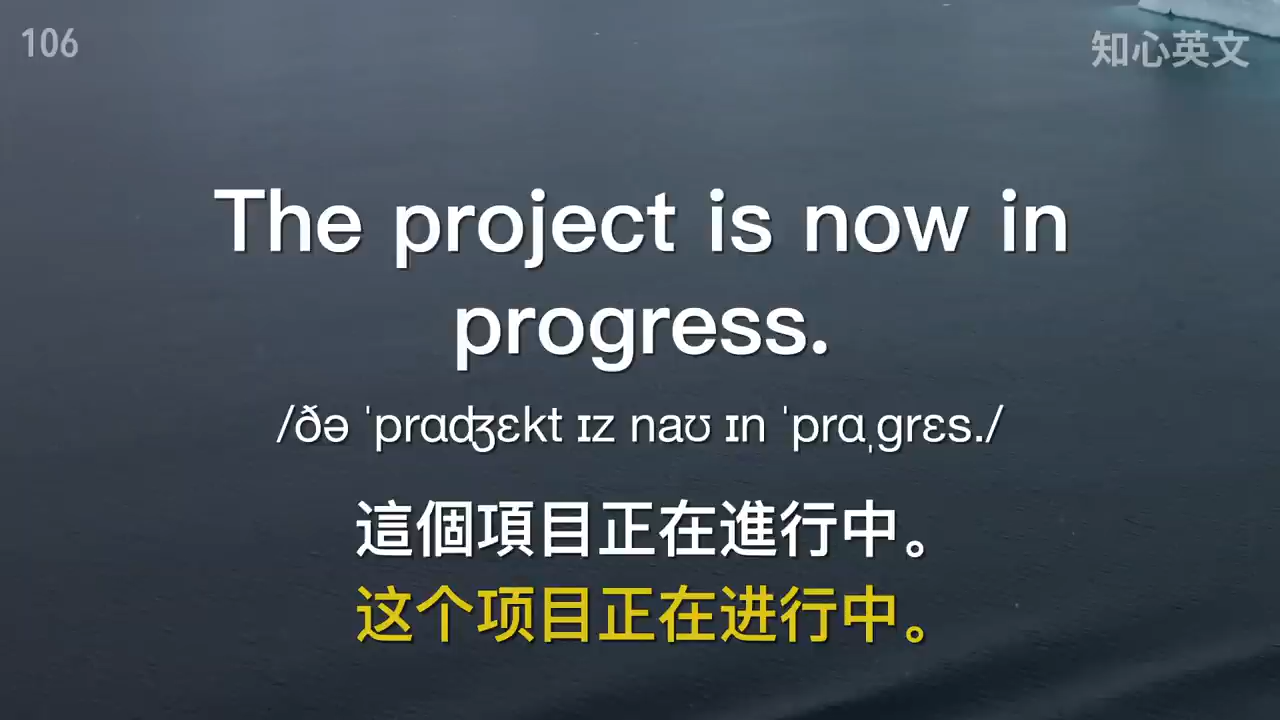 106
知心英文
The project is now in
progress.
/ðə ˈprɑʤɛkt ɪz naʊ ɪn ˈprɑˌgrɛs./
這個項目正在進行中。
这个项目正在进行中。